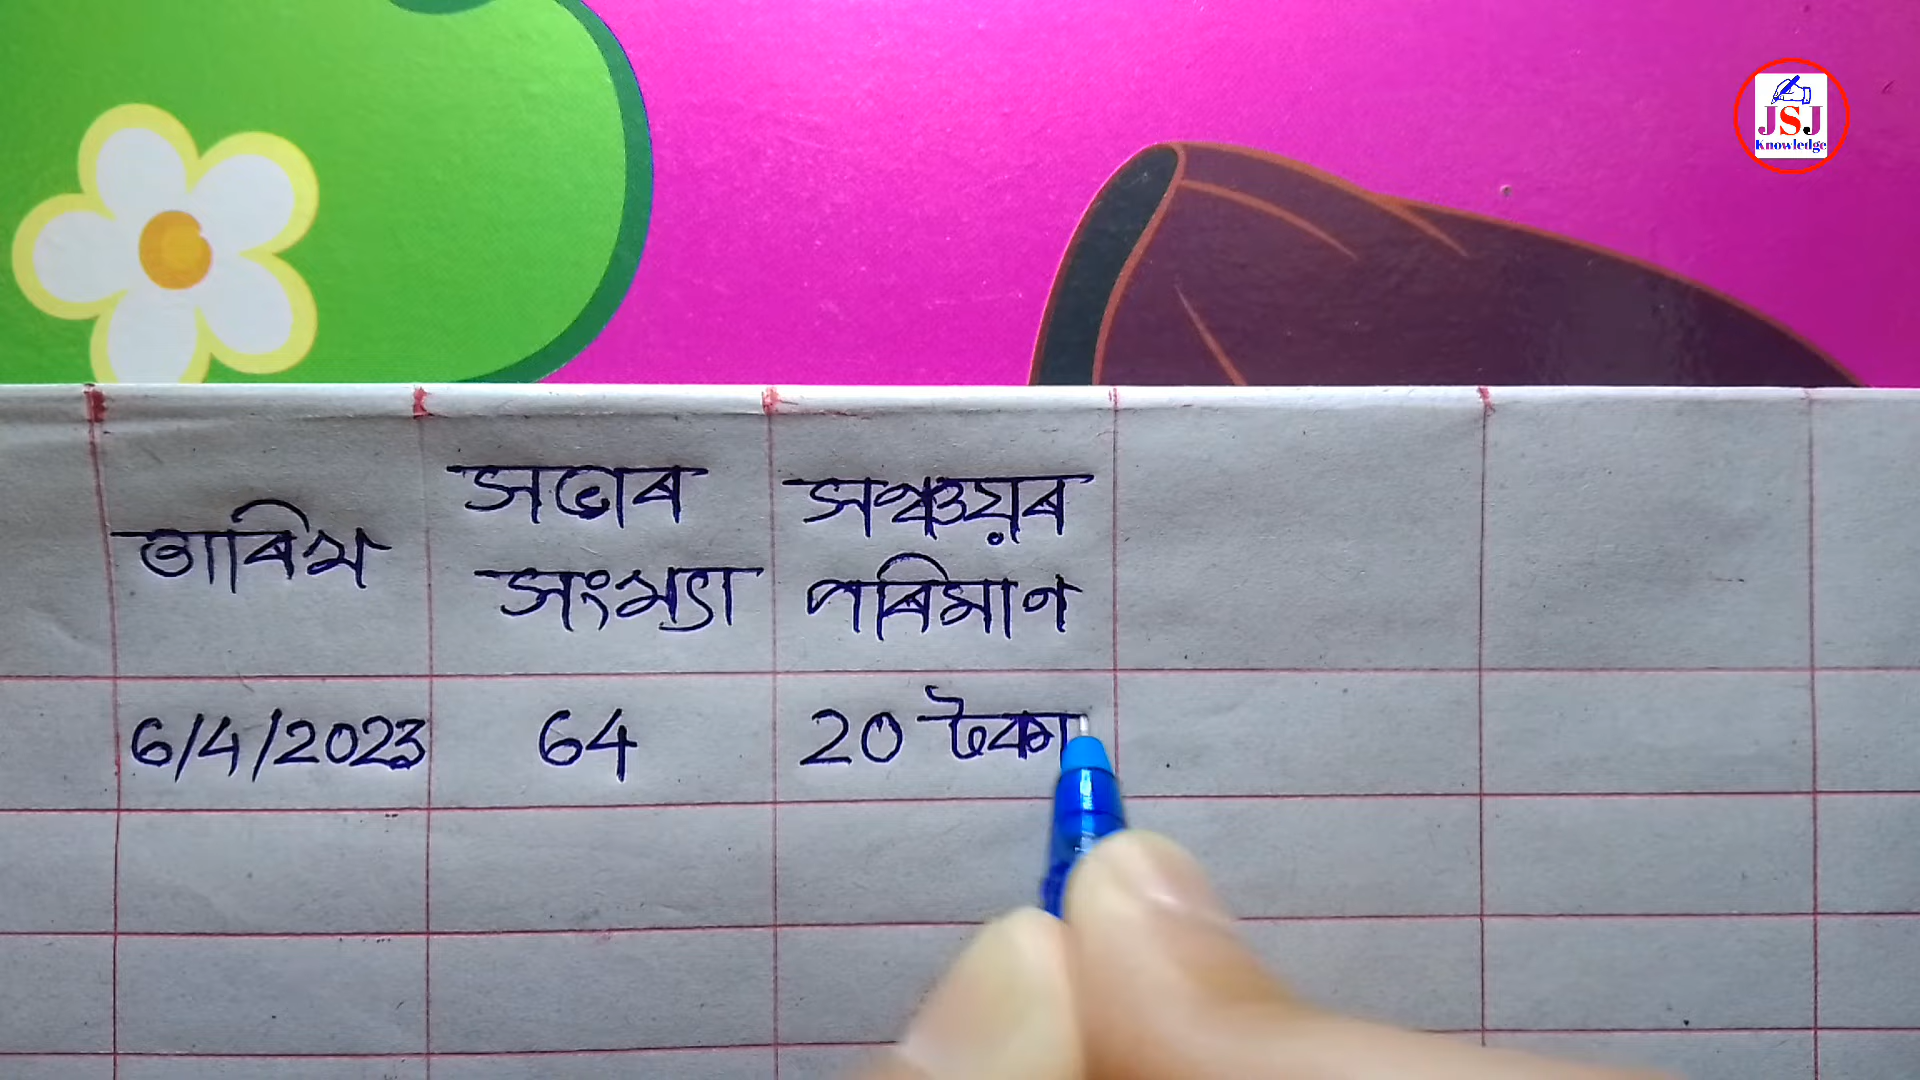 JSJ
Knowledge
তাৰিখ
সভাৰ
সংখ্যা
সঞ্চয়ৰ
পৰিমাণ
6/4/2023
64
20 টকা